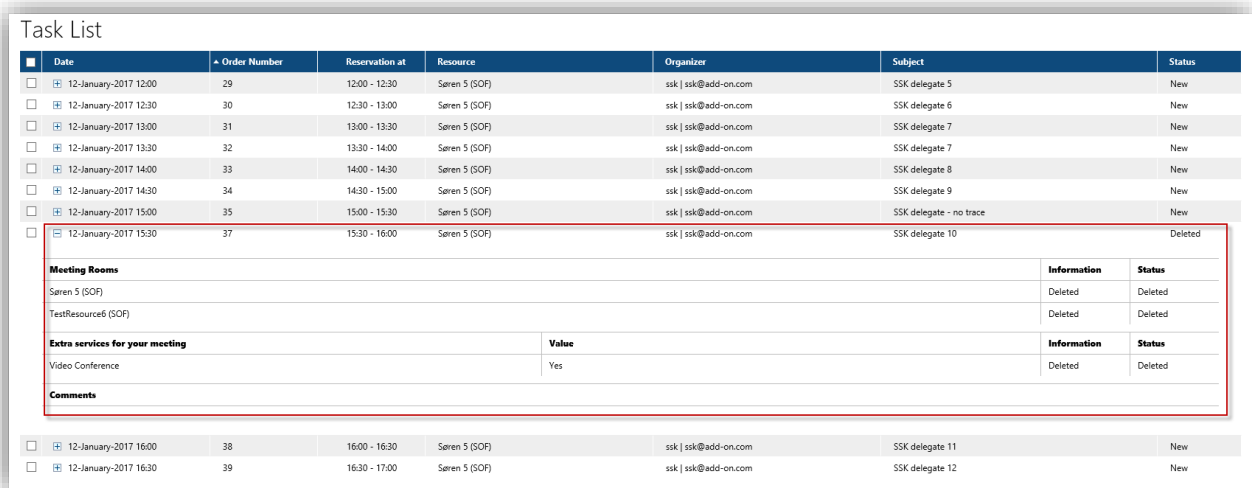 Task List
Date Order Number Reservation at Resource Organizer Subject Status
12-January-2017 12:00 29 12:00 - 12:30 Søren 5 (SOF) ssk | ssk@add-on.com SSK delegate 5 New
12-January-2017 12:30 30 12:30 - 13:00 Søren 5 (SOF) ssk | ssk@add-on.com SSK delegate 6 New
12-January-2017 13:00 31 13:00 - 13:30 Søren 5 (SOF) ssk | ssk@add-on.com SSK delegate 7 New
12-January-2017 13:30 32 13:30 - 14:00 Søren 5 (SOF) ssk | ssk@add-on.com SSK delegate 7 New
12-January-2017 14:00 33 14:00 - 14:30 Søren 5 (SOF) ssk | ssk@add-on.com SSK delegate 8 New
12-January-2017 14:30 34 14:30 - 15:00 Søren 5 (SOF) ssk | ssk@add-on.com SSK delegate 9 New
12-January-2017 15:00 35 15:00 - 15:30 Søren 5 (SOF) ssk | ssk@add-on.com SSK delegate - no trace New
12-January-2017 15:30 37 15:30 - 16:00 Søren 5 (SOF) ssk | ssk@add-on.com SSK delegate 10 Deleted
Meeting Rooms Information Status
Søren 5 (SOF) Deleted Deleted
TestResource6 (SOF) Deleted Deleted
Extra services for your meeting Value Information Status
Video Conference Yes Deleted Deleted
Comments
12-January-2017 16:00 38 16:00 - 16:30 Søren 5 (SOF) ssk | ssk@add-on.com SSK delegate 11 New
12-January-2017 16:30 39 16:30 - 17:00 Søren 5 (SOF) ssk | ssk@add-on.com SSK delegate 12 New